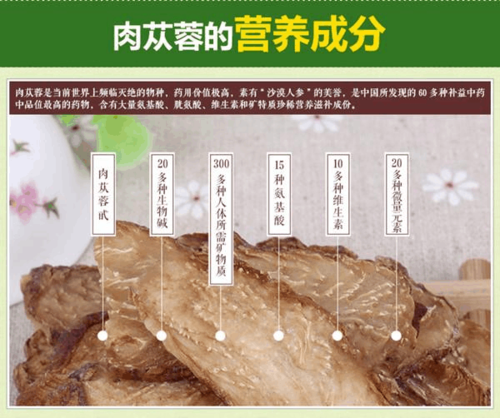 肉苁蓉的营养成分
肉苁蓉是当前世界上频临灭绝的物种，药用份值极高，素有“沙漠人参”的美誉，是中国所发现的60多种补益中药
中品值最高的药物，含有大量氨基酸、胱氨酸、维生素和矿特质珍稀营养滋补成份。
肉苁蓉甙
20多种生物碱
300多种人体所需矿物质
15种氨基酸
10多种维生素
20多种微量元素